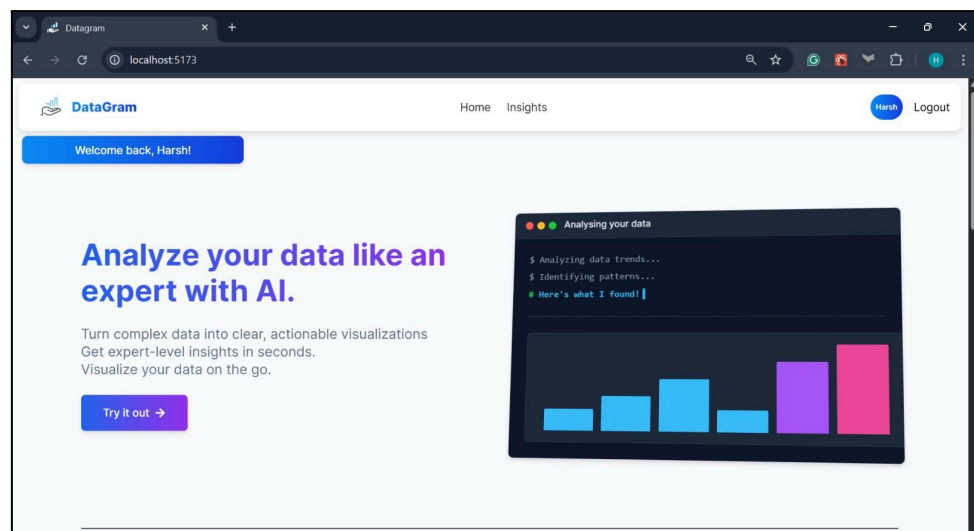 Datagram
localhost:5173
H
DataGram
Home Insights
Harsh
Logout
Welcome back, Harsh!
Analyze your data like an
expert with AI.
Turn complex data into clear, actionable visualizations
Get expert-level insights in seconds.
Visualize your data on the go.
Try it out →
Analysing your data
$ Analyzing data trends...
$ Identifying patterns...
# Here's what I found!